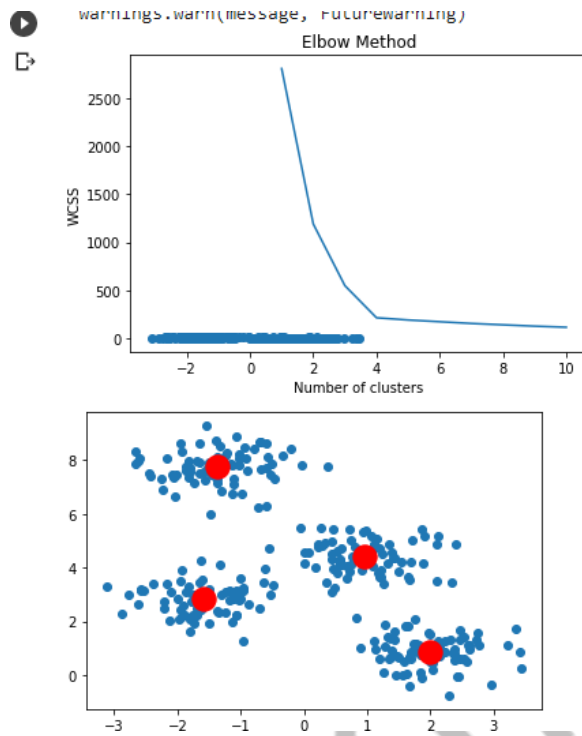 warnings.warn(message, FutureWarning)
Elbow Method
2500
2000
1500
1000
500
0
WCSS
−2 0 2 4 6 8 10
Number of clusters
8
6
4
2
0
−3 −2 −1 0 1 2 3